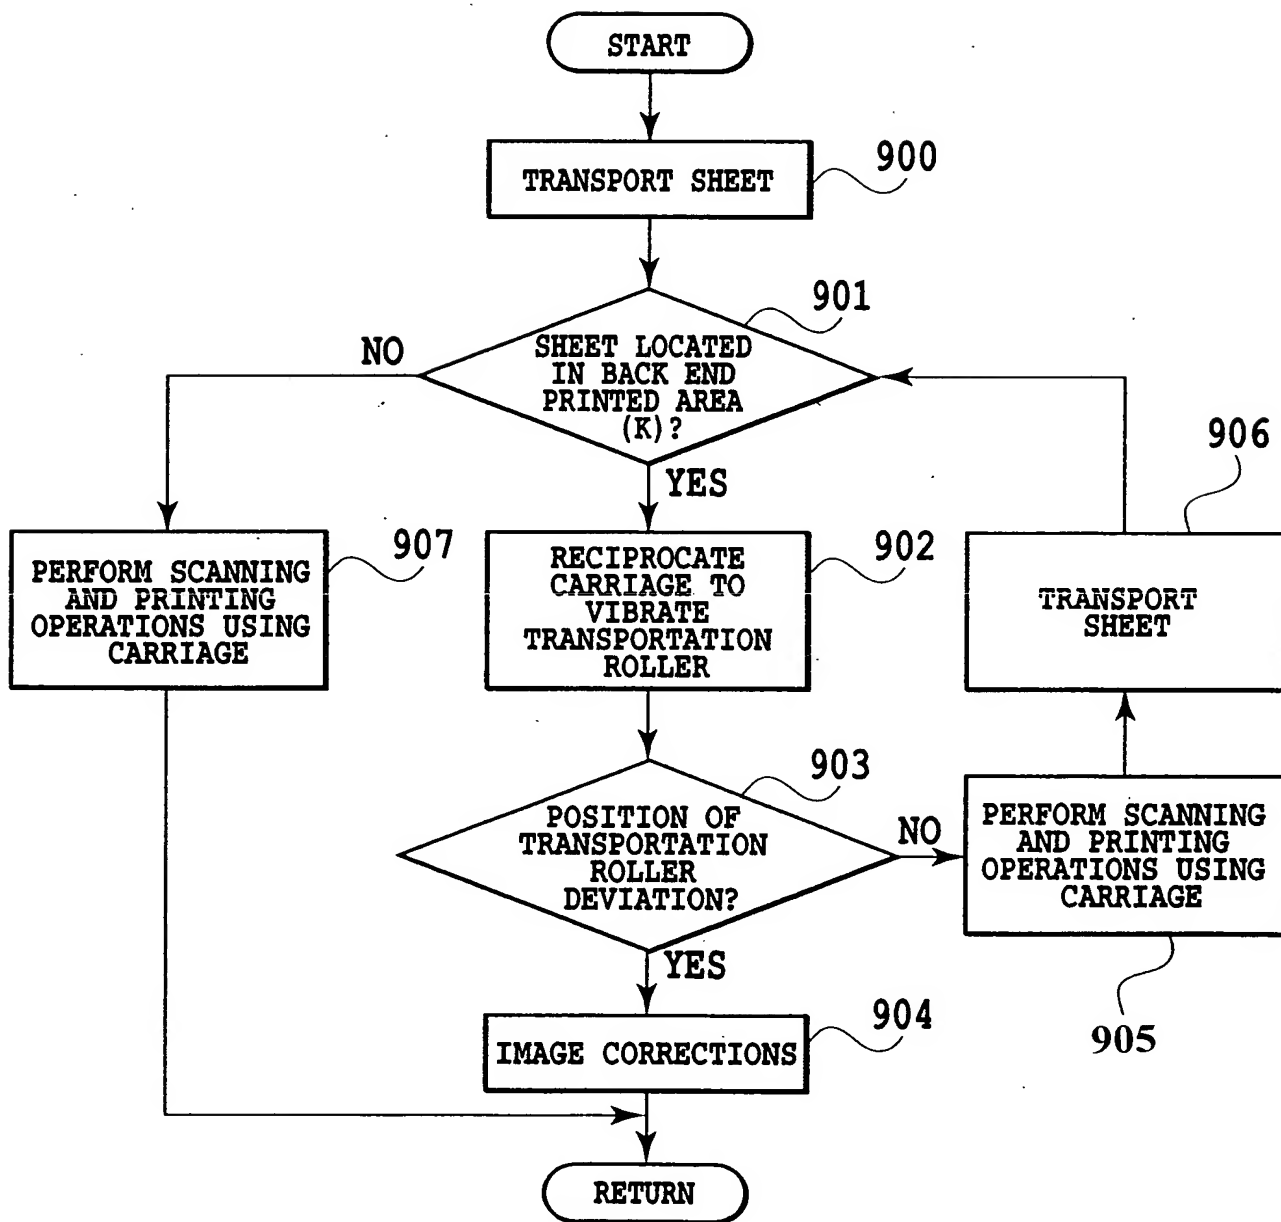 START
TRANSPORT SHEET
900
SHEET LOCATED
IN BACK END
PRINTED AREA
(K)?
901
NO
YES
PERFORM SCANNING
AND PRINTING
OPERATIONS USING
CARRIAGE
907
RECIPROCATE
CARRIAGE TO
VIBRATE
TRANSPORTATION
ROLLER
902
TRANSPORT
SHEET
906
POSITION OF
TRANSPORTATION
ROLLER
DEVIATION?
903
NO
YES
PERFORM SCANNING
AND PRINTING
OPERATIONS USING
CARRIAGE
905
IMAGE CORRECTIONS
904
RETURN